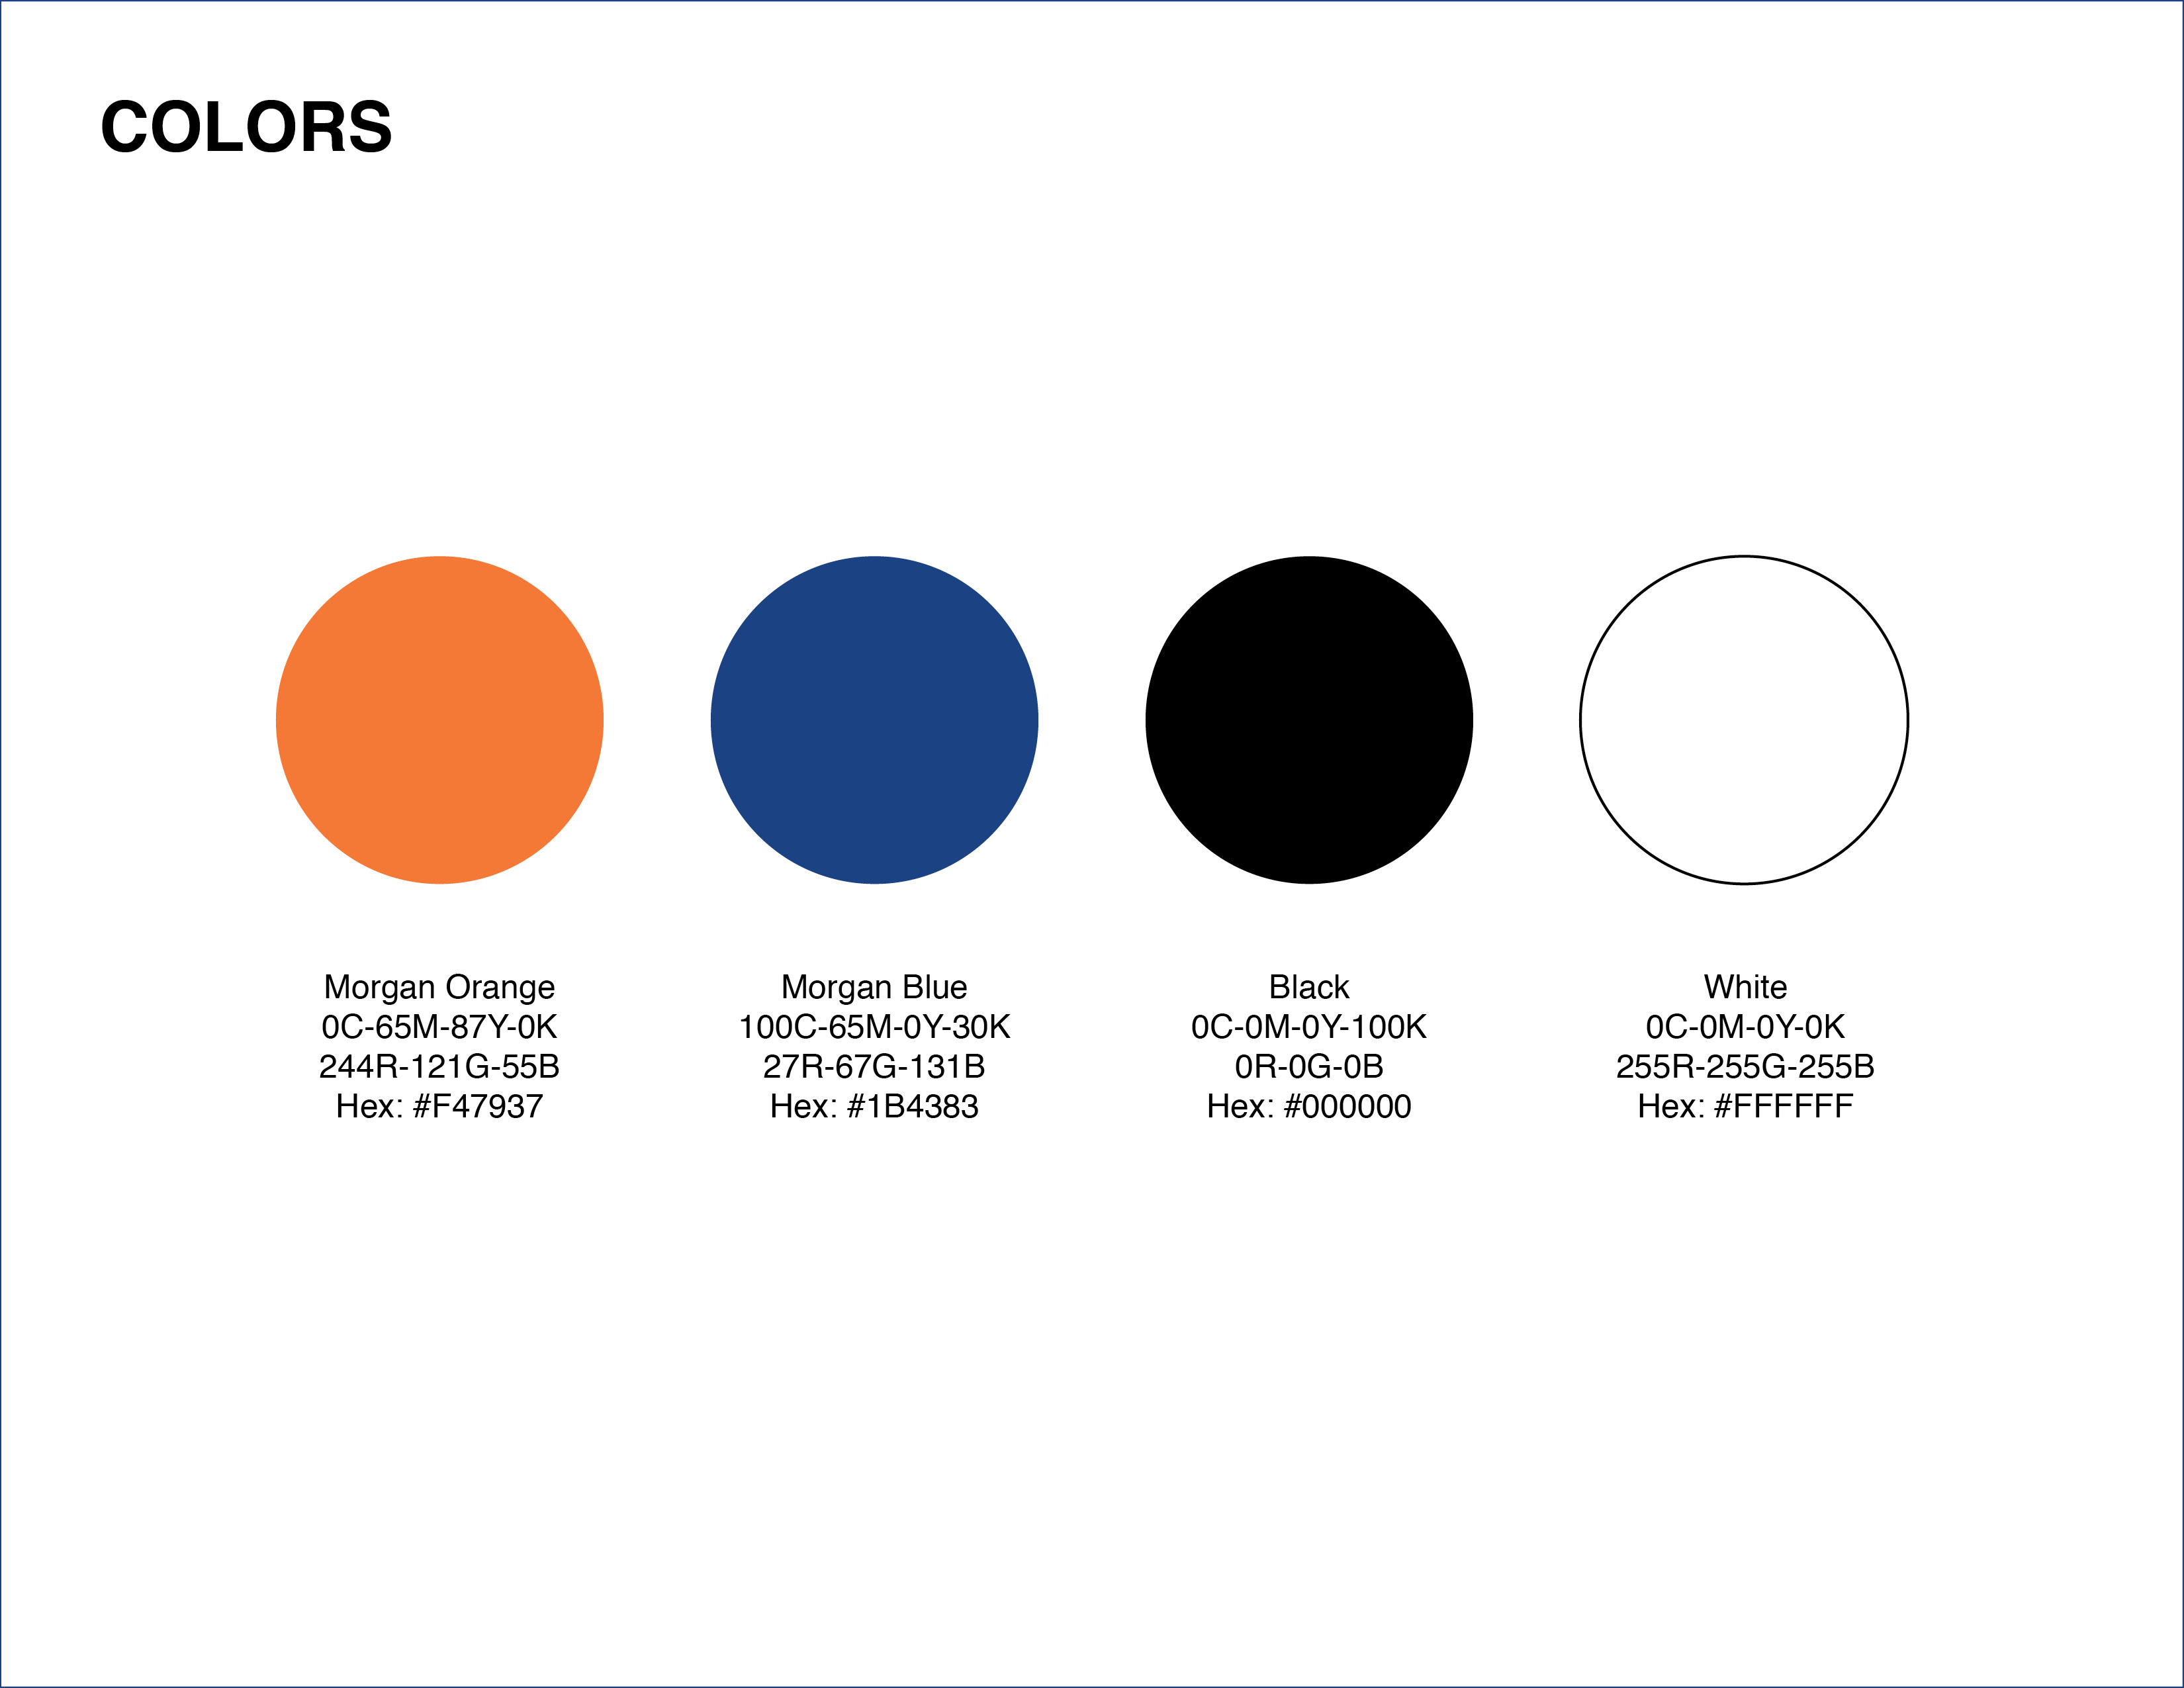 COLORS
Morgan Orange
0C-65M-87Y-0K
244R-121G-55B
Hex: #F47937
Morgan Blue
100C-65M-0Y-30K
27R-67G-131B
Hex: #1B4383
Black
0C-0M-0Y-100K
0R-0G-0B
Hex: #000000
White
0C-0M-0Y-0K
255R-255G-255B
Hex: #FFFFFF